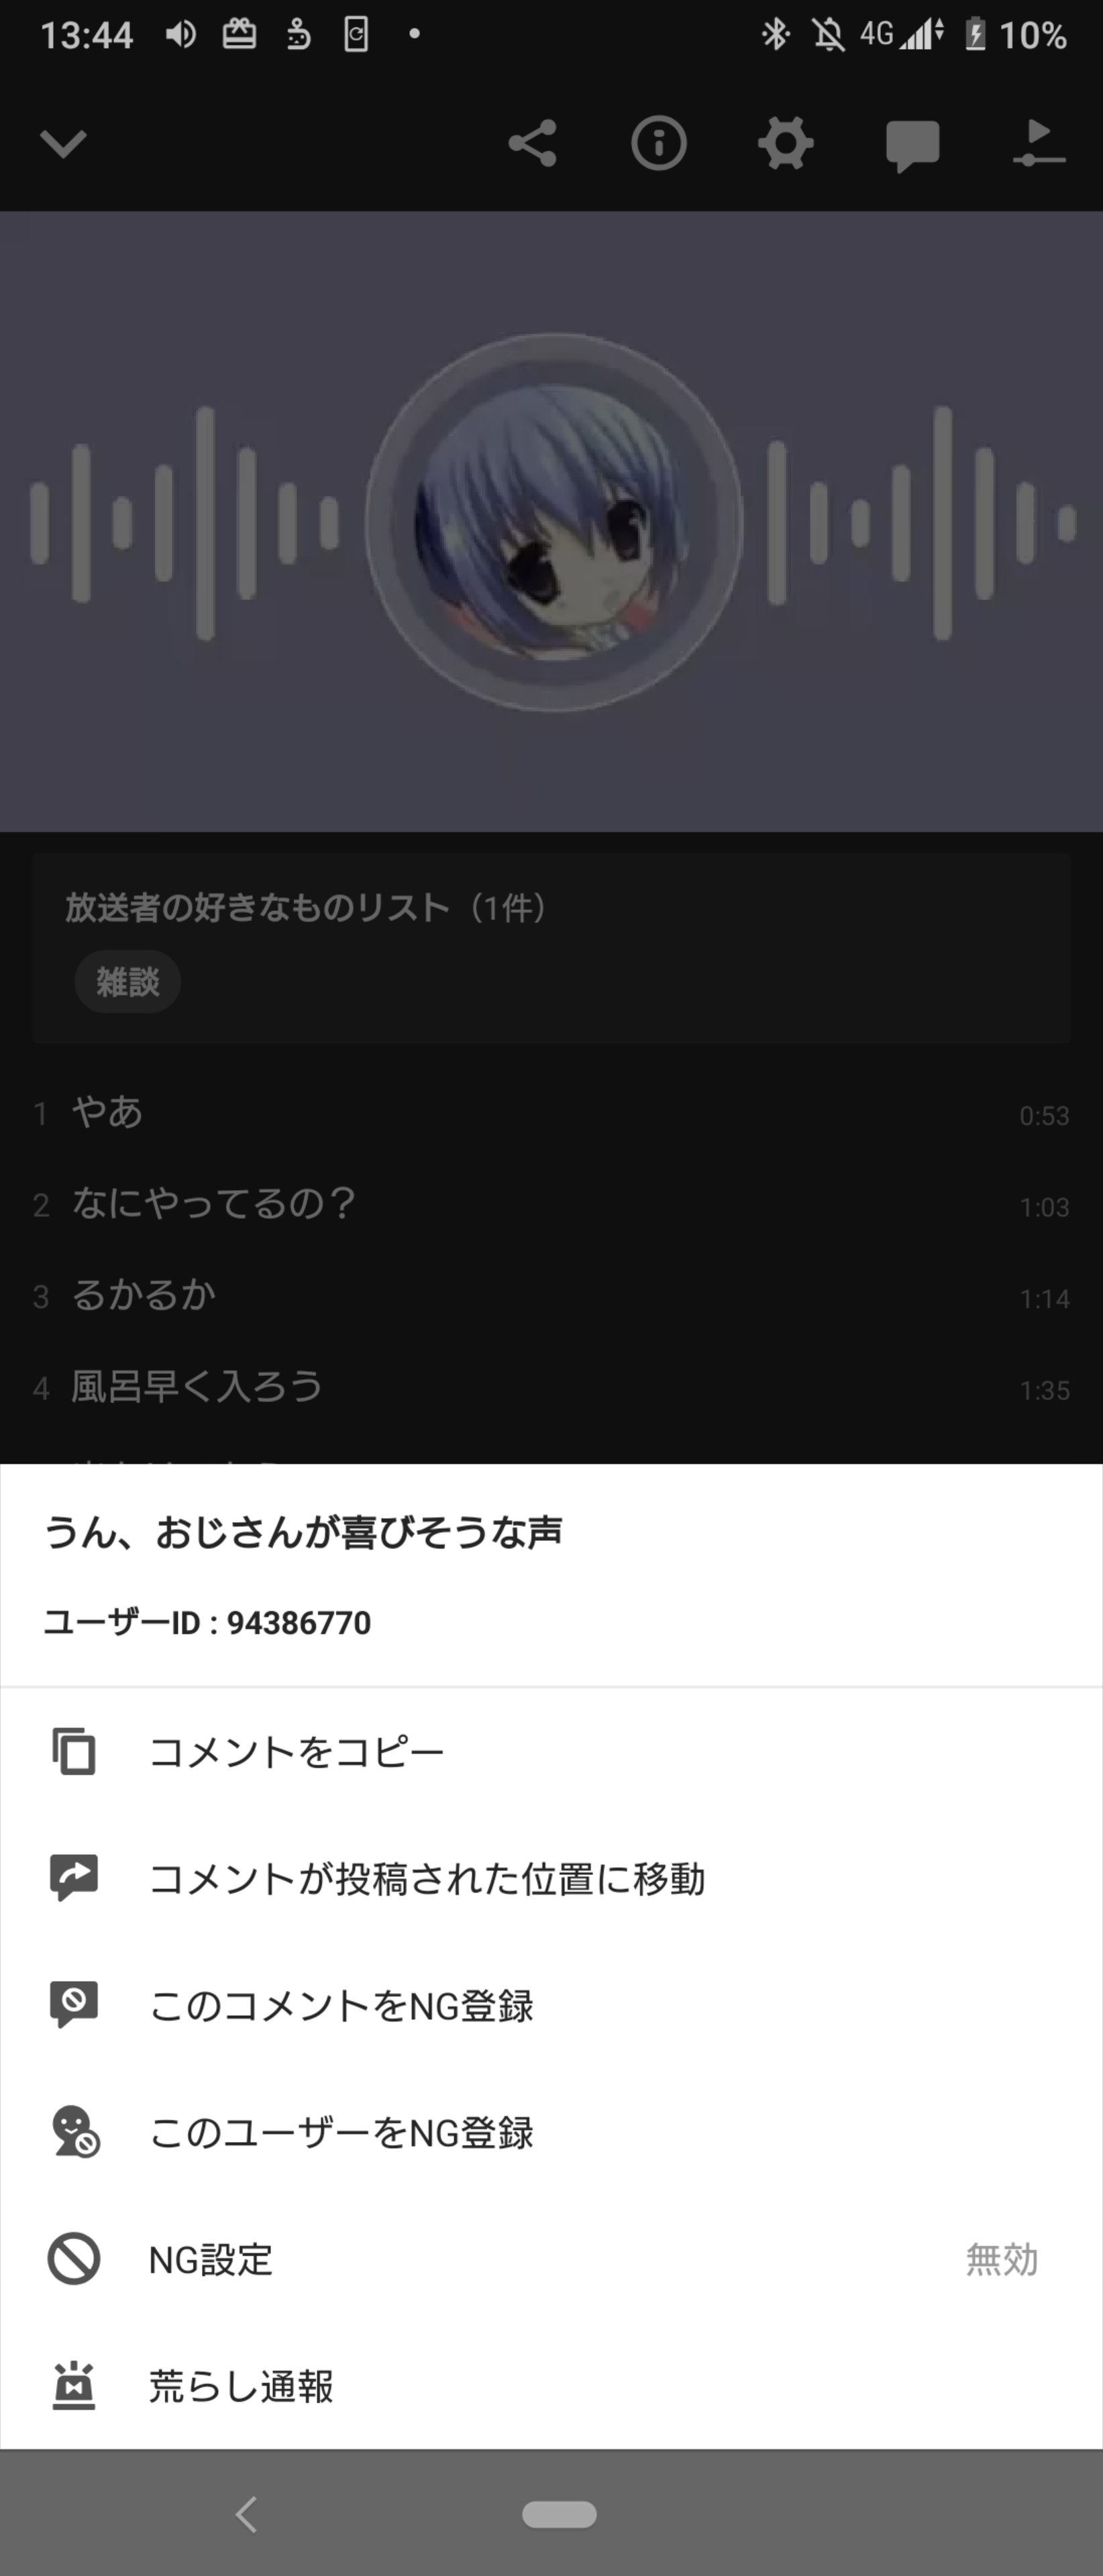 13:44
4G
10%
放送者の好きなものリスト（1件）
雑談
1 やあ 0:53
2 なにやってるの？ 1:03
3 るかるか 1:14
4 風呂早く入ろう 1:35
うん、おじさんが喜びそうな声
ユーザーID : 94386770
コメントをコピー
コメントが投稿された位置に移動
このコメントをNG登録
このユーザーをNG登録
NG設定 無効
荒らし通報